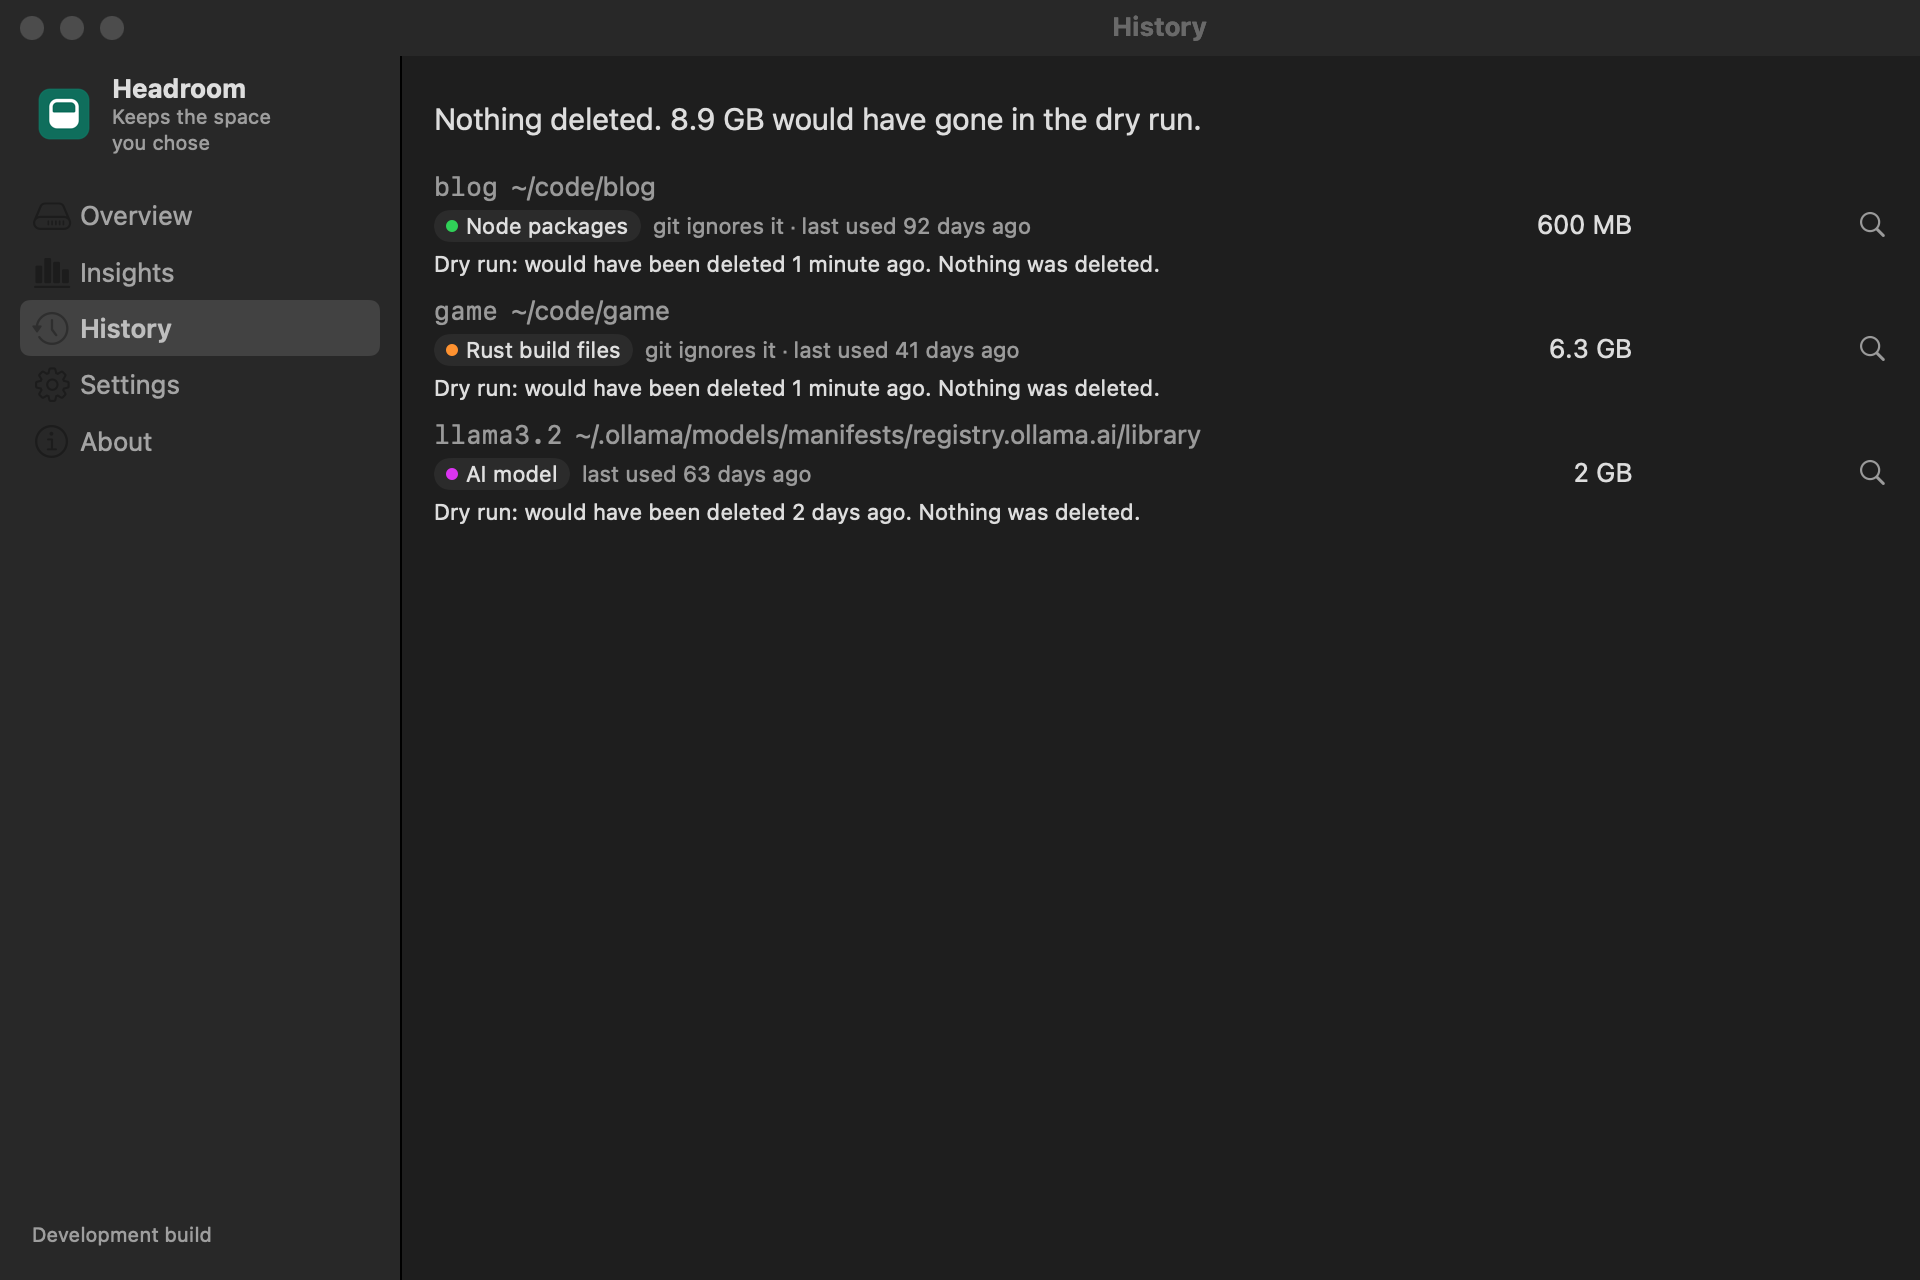 History
Headroom
Keeps the space
you chose
Overview
Insights
History
Settings
About
Development build
Nothing deleted. 8.9 GB would have gone in the dry run.
blog ~/code/blog
Node packages git ignores it · last used 92 days ago 600 MB
Dry run: would have been deleted 1 minute ago. Nothing was deleted.
game ~/code/game
Rust build files git ignores it · last used 41 days ago 6.3 GB
Dry run: would have been deleted 1 minute ago. Nothing was deleted.
llama3.2 ~/.ollama/models/manifests/registry.ollama.ai/library
AI model last used 63 days ago 2 GB
Dry run: would have been deleted 2 days ago. Nothing was deleted.